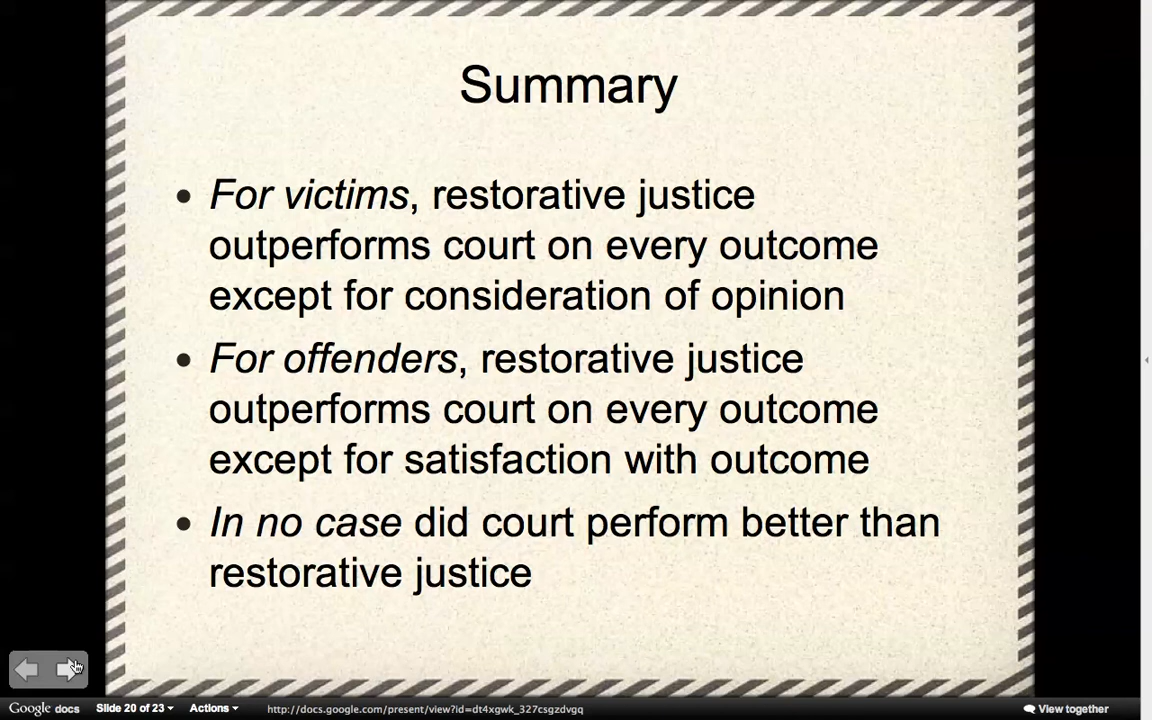 Summary
• For victims, restorative justice
outperforms court on every outcome
except for consideration of opinion
• For offenders, restorative justice
outperforms court on every outcome
except for satisfaction with outcome
• In no case did court perform better than
restorative justice
Google docs Slide 20 of 23 Actions http://docs.google.com/present/view?id=dt4xgwk_327csgzdvgq View together